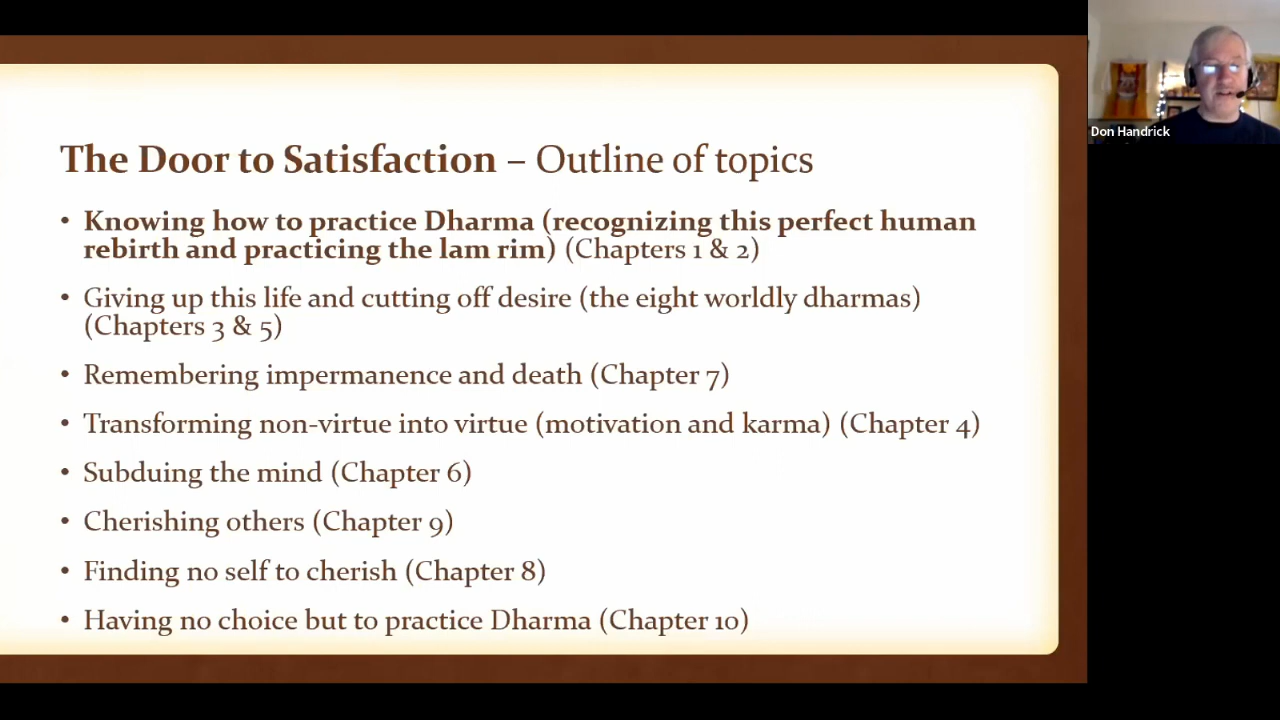 The Door to Satisfaction – Outline of topics
• Knowing how to practice Dharma (recognizing this perfect human
rebirth and practicing the lam rim) (Chapters 1 & 2)
• Giving up this life and cutting off desire (the eight worldly dharmas)
(Chapters 3 & 5)
• Remembering impermanence and death (Chapter 7)
• Transforming non-virtue into virtue (motivation and karma) (Chapter 4)
• Subduing the mind (Chapter 6)
• Cherishing others (Chapter 9)
• Finding no self to cherish (Chapter 8)
• Having no choice but to practice Dharma (Chapter 10)
Don Handrick